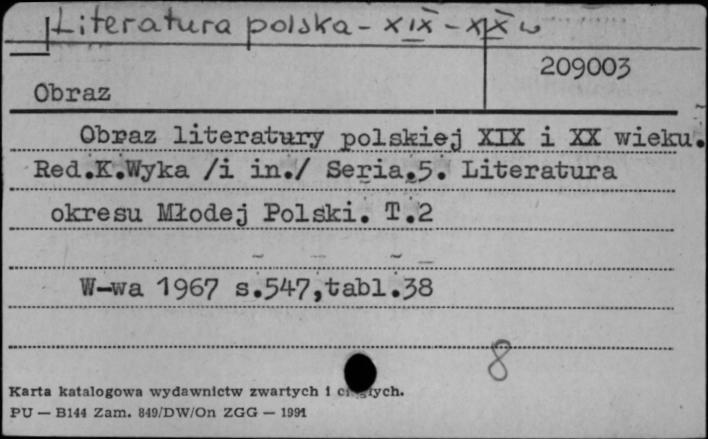 Literatura polska - XIX - XX w
209003
Obraz
Obraz literatury polskiej XIX i XX wieku.
Red.K.Wyka /i in./ Seria.5. Literatura
okresu Młodej Polski. T.2
W-wa 1967 s.547,tabl.38
8
Karta katalogowa wydawnictw zwartych i
PU — B144 Zam. 849/DW/On ZGG — 1991